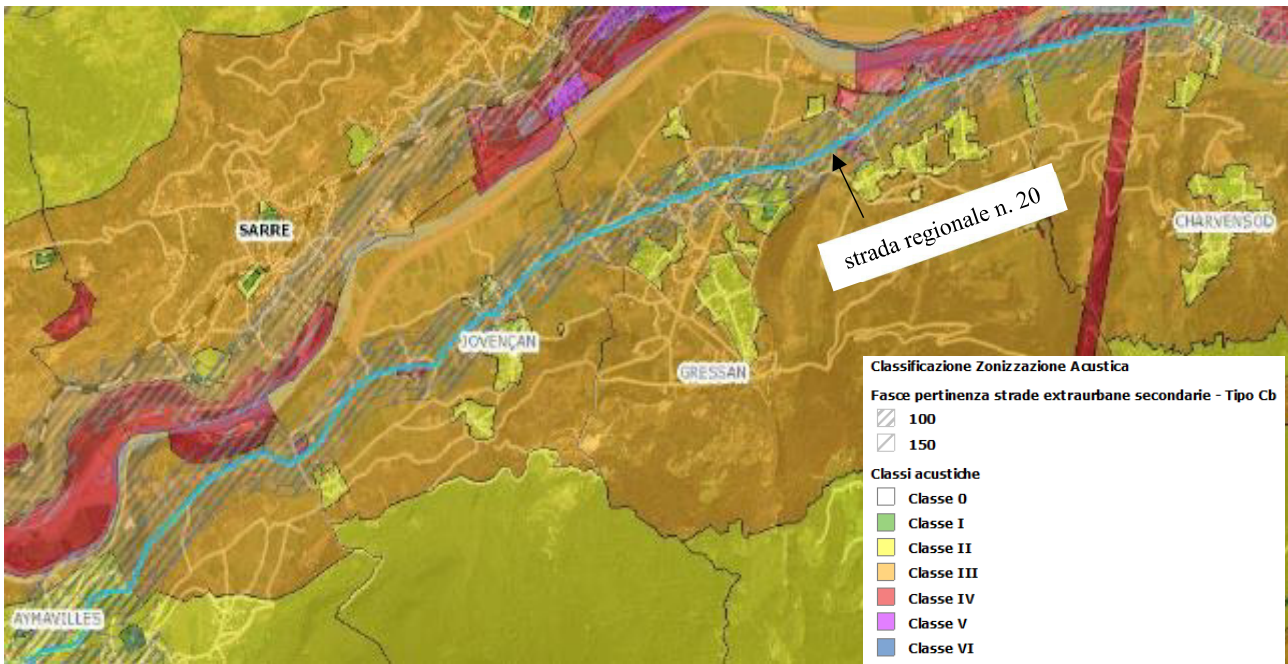 SARRE
strada regionale n. 20
CHARVENSOD
JOVENÇAN
GRESSAN
AYMAVILLES
Classificazione Zonizzazione Acustica
Fasce pertinenza strade extraurbane secondarie - Tipo Cb
100
150
Classi acustiche
Classe 0
Classe I
Classe II
Classe III
Classe IV
Classe V
Classe VI